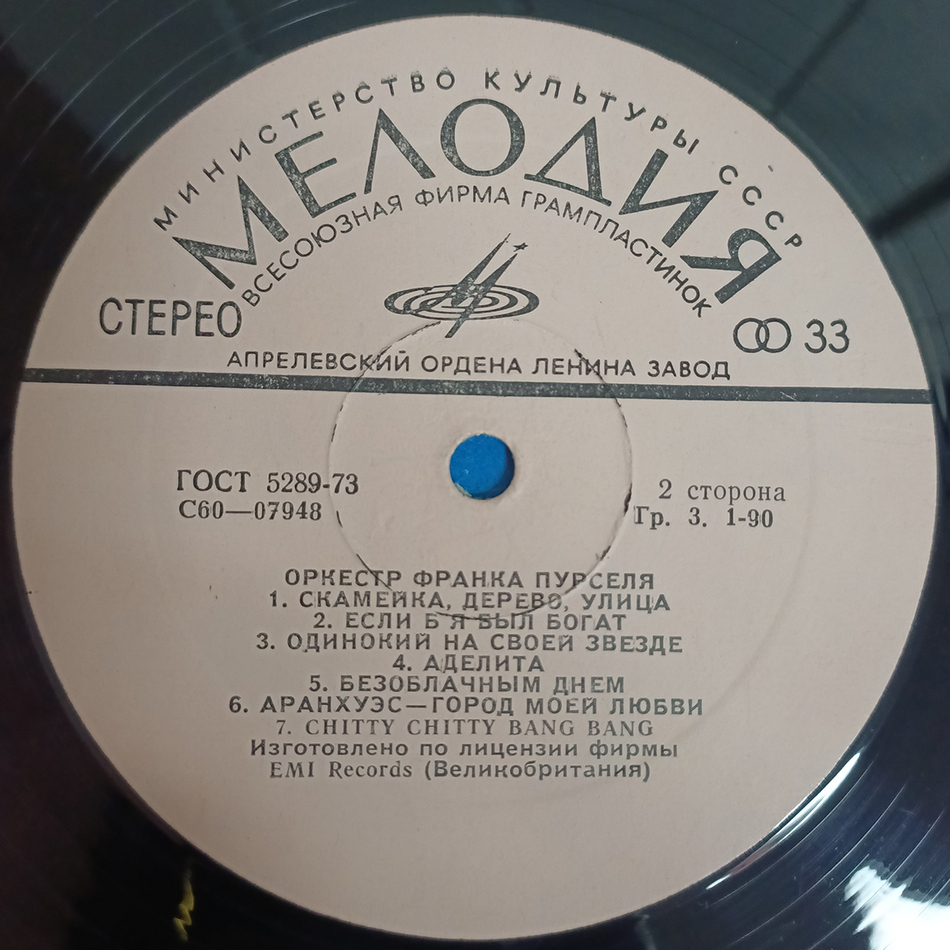 МИНИСТЕРСТВО КУЛЬТУРЫ СССР
МЕЛОДИЯ
ВСЕСОЮЗНАЯ ФИРМА ГРАМПЛАСТИНОК
СТЕРЕО
33
АПРЕЛЕВСКИЙ ОРДЕНА ЛЕНИНА ЗАВОД
ГОСТ 5289-73
2 сторона
С60—07948
Гр. 3. 1-90
ОРКЕСТР ФРАНКА ПУРСЕЛЯ
1. СКАМЕЙКА, ДЕРЕВО, УЛИЦА
2. ЕСЛИ Б Я БЫЛ БОГАТ
3. ОДИНОКИЙ НА СВОЕЙ ЗВЕЗДЕ
4. АДЕЛИТА
5. БЕЗОБЛАЧНЫМ ДНЕМ
6. АРАНХУЭС—ГОРОД МОЕЙ ЛЮБВИ
7. CHITTY CHITTY BANG BANG
Изготовлено по лицензии фирмы
EMI Records (Великобритания)